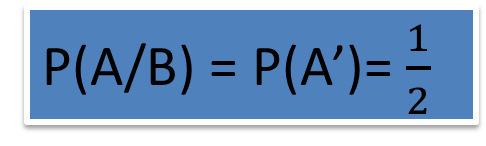 P(A/B) = P(A’)= 1/2